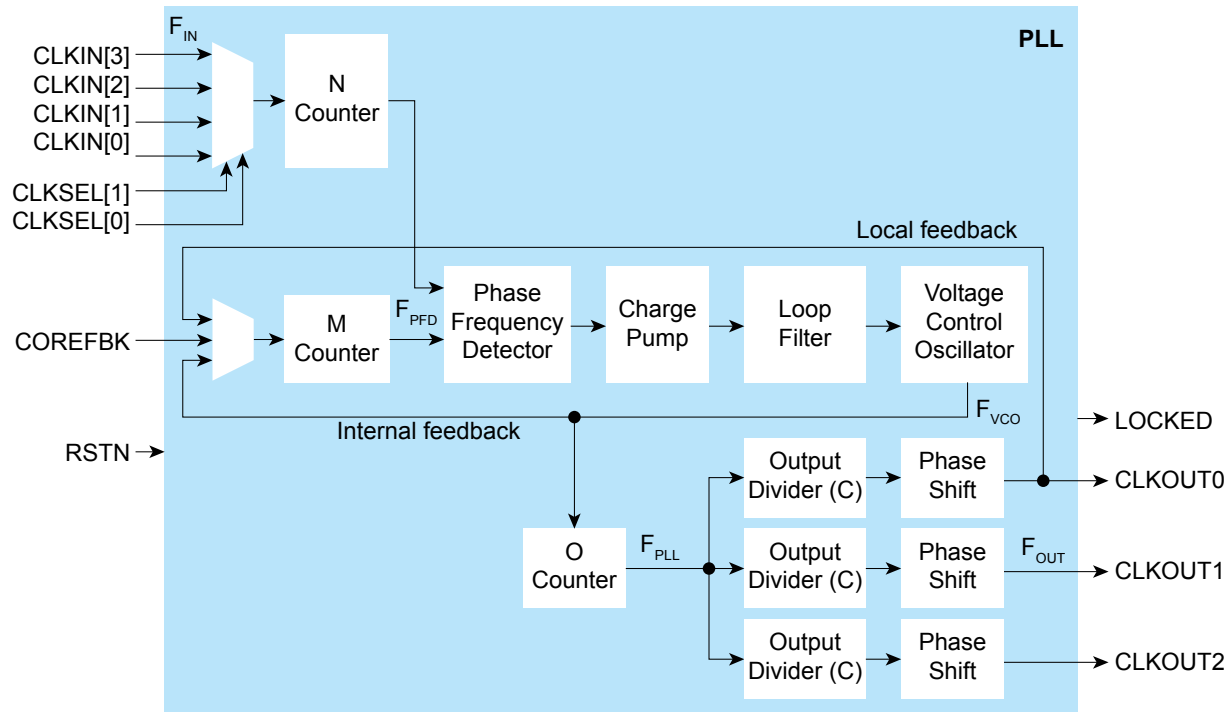 F_IN
PLL
CLKIN[3]
CLKIN[2]
CLKIN[1]
CLKIN[0]
CLKSEL[1]
CLKSEL[0]
N
Counter
Local feedback
COREFBK
M
Counter
F_PFD
Phase
Frequency
Detector
Charge
Pump
Loop
Filter
Voltage
Control
Oscillator
Internal feedback
F_VCO
LOCKED
RSTN
Output
Divider (C)
Phase
Shift
CLKOUT0
O
Counter
F_PLL
Output
Divider (C)
Phase
Shift
F_OUT
CLKOUT1
Output
Divider (C)
Phase
Shift
CLKOUT2